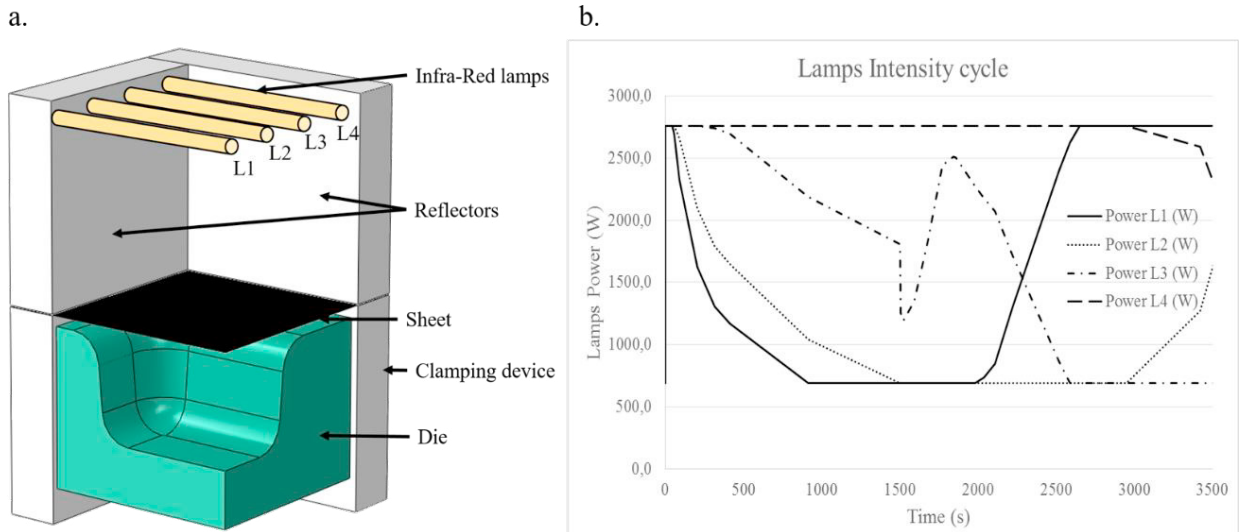 a.
Infra-Red lamps
L4
L3
L2
L1
Reflectors
Sheet
Clamping device
Die
b.
Lamps Intensity cycle
3000,0
2500,0
2000,0
1500,0
1000,0
500,0
0,0
Lamps Power (W)
Power L1 (W)
Power L2 (W)
Power L3 (W)
Power L4 (W)
0 500 1000 1500 2000 2500 3000 3500
Time (s)